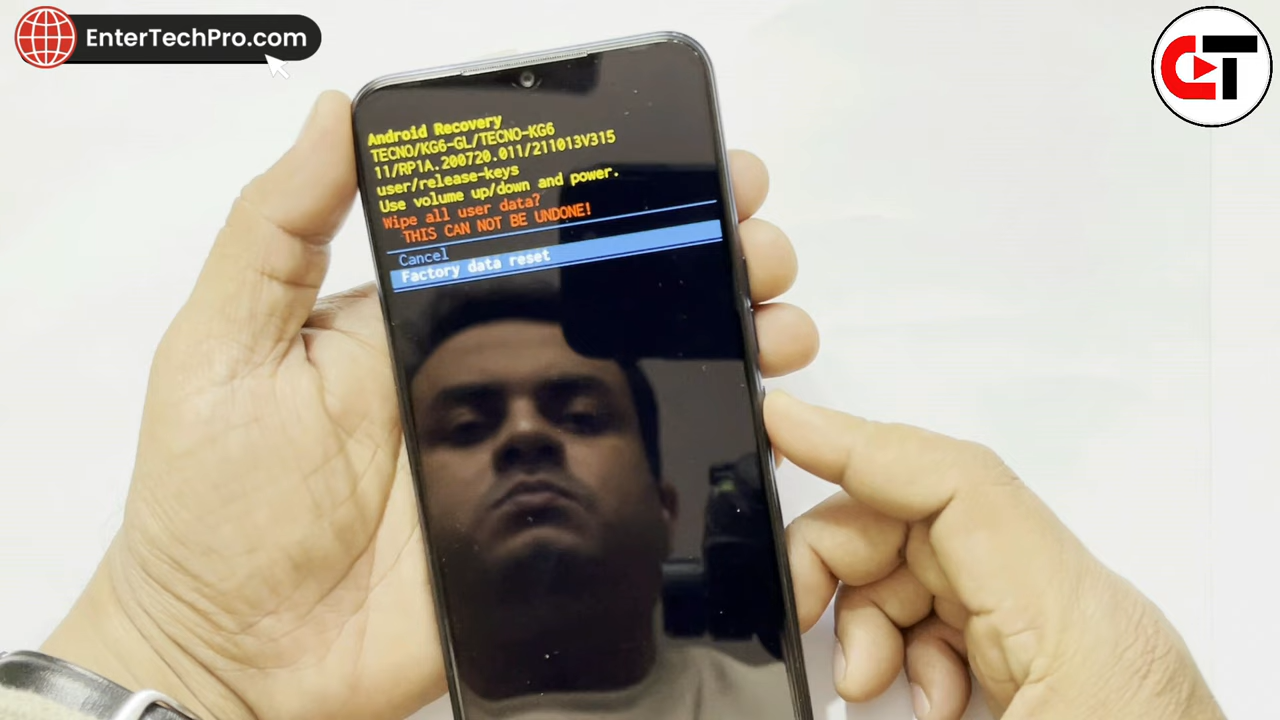 EnterTechPro.com
CT
Android Recovery
TECNO/KG6-GL/TECNO-KG6
11/RP1A.200720.011/211013V315
user/release-keys
Use volume up/down and power.
Wipe all user data?
THIS CAN NOT BE UNDONE!
Cancel
Factory data reset